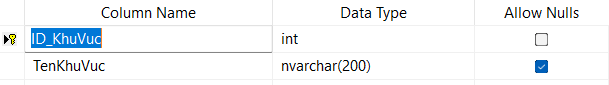 Column Name Data Type Allow Nulls
ID_KhuVuc int
TenKhuVuc nvarchar(200)